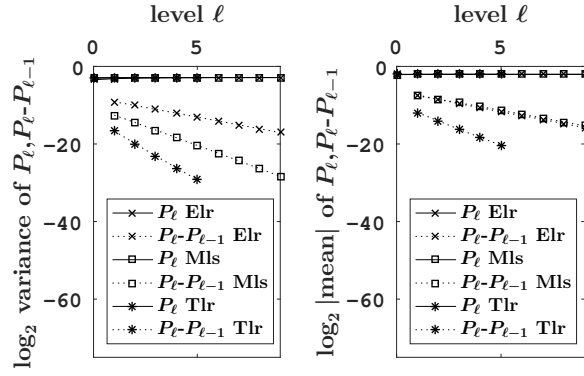 level ℓ
0 5
0
−20
−40
−60
log₂ variance of Pℓ,Pℓ-Pℓ−1
Pℓ Elr
Pℓ-Pℓ−1 Elr
Pℓ Mls
Pℓ-Pℓ−1 Mls
Pℓ Tlr
Pℓ-Pℓ−1 Tlr
level ℓ
0 5
0
−20
−40
−60
log₂ |mean| of Pℓ,Pℓ-Pℓ−1
Pℓ Elr
Pℓ-Pℓ−1 Elr
Pℓ Mls
Pℓ-Pℓ−1 Mls
Pℓ Tlr
Pℓ-Pℓ−1 Tlr